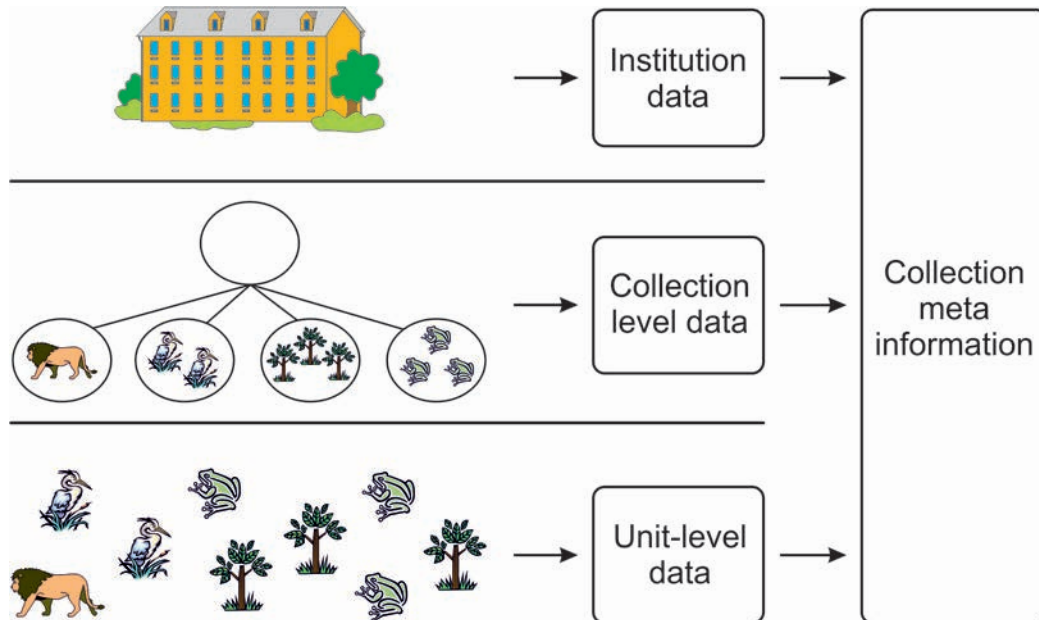 Institution
data
Collection
level data
Collection
meta
information
Unit-level
data